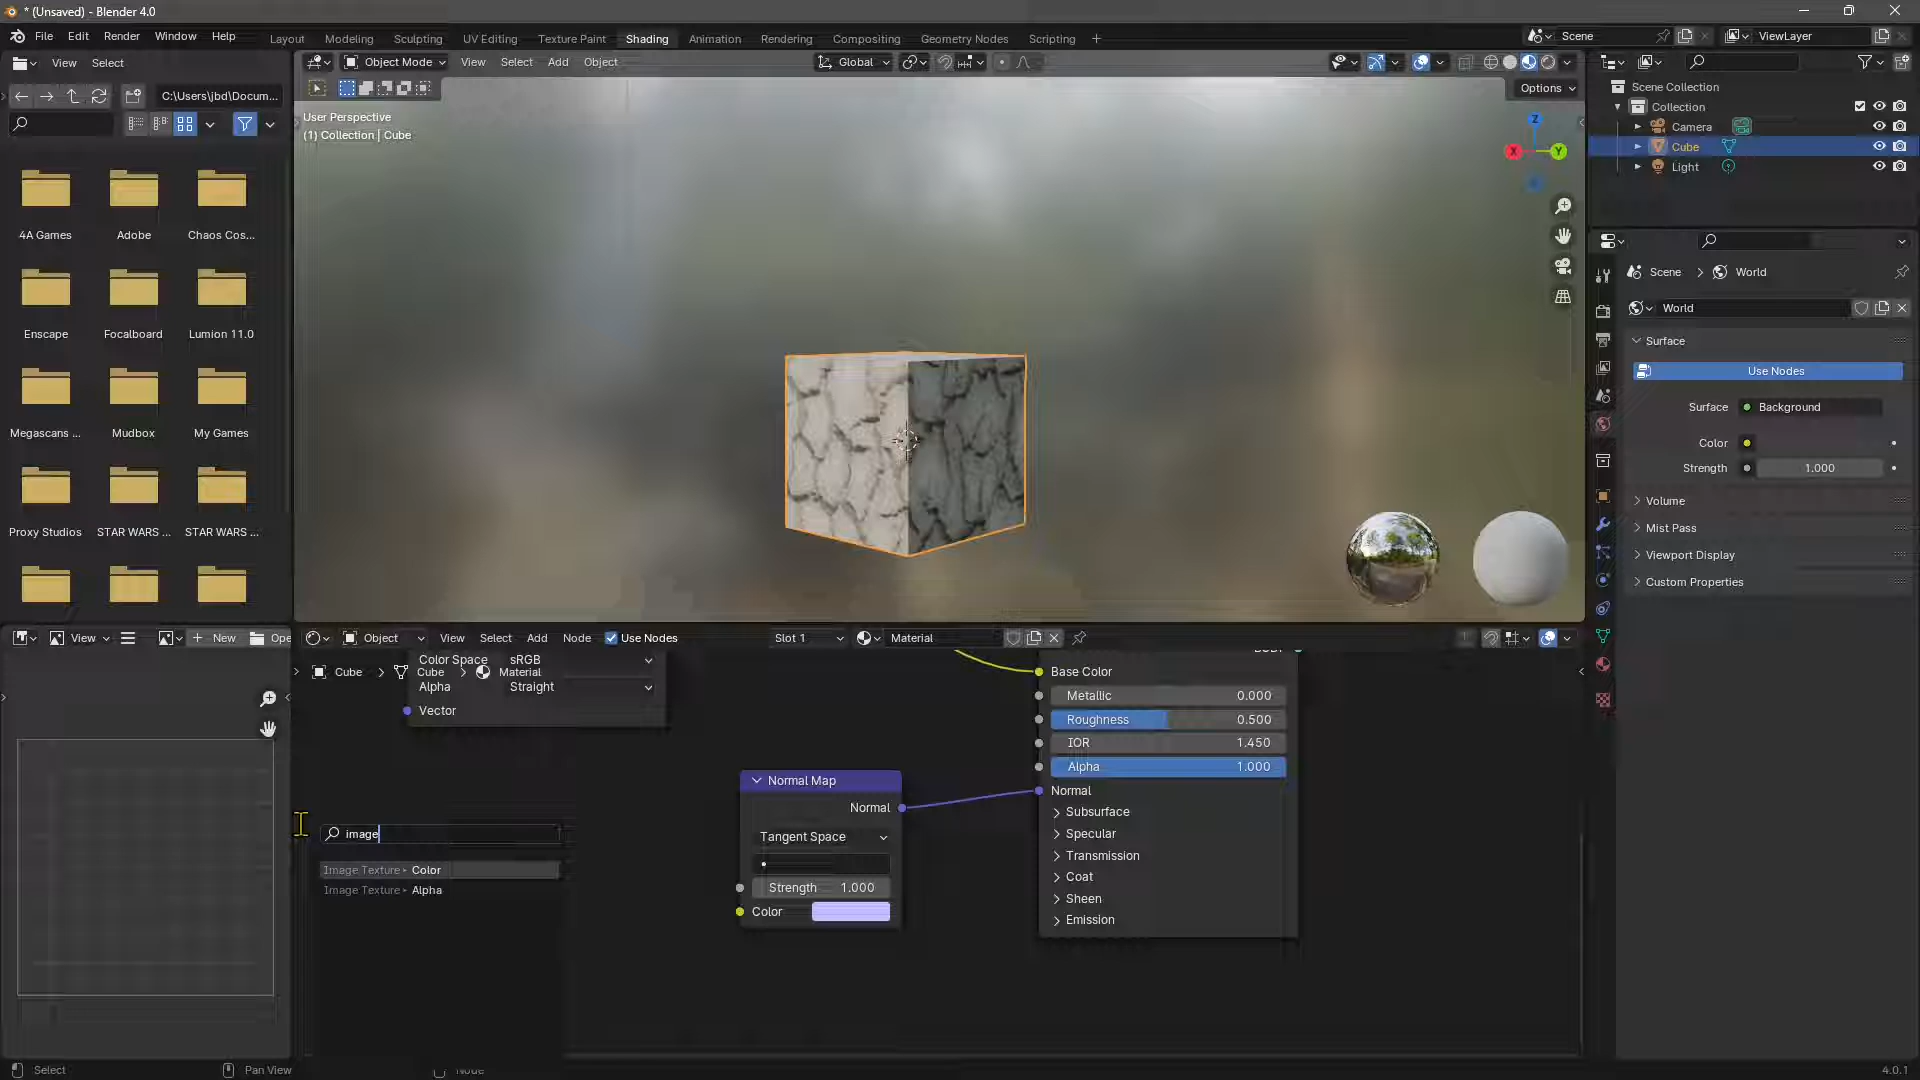 * (Unsaved) - Blender 4.0
File Edit Render Window Help
Layout Modeling Sculpting UV Editing Texture Paint Shading Animation Rendering Compositing Geometry Nodes Scripting +
Scene
ViewLayer
View Select
Object Mode View Select Add Object
Global
C:\Users\jbd\Docum...
Options
Scene Collection
Collection
Camera
Cube
Light
User Perspective
(1) Collection | Cube
Z
X
Y
4A Games Adobe Chaos Cos...
Enscape Focalboard Lumion 11.0
Megascans ... Mudbox My Games
Proxy Studios STAR WARS ... STAR WARS ...
Scene > World
World
Surface
Use Nodes
Surface Background
Color
Strength 1.000
Volume
Mist Pass
Viewport Display
Custom Properties
View New Ope
Object View Select Add Node Use Nodes Slot 1 Material
Color Space sRGB
Cube > Cube > Material
Alpha Straight
Vector
Base Color
Metallic 0.000
Roughness 0.500
IOR 1.450
Alpha 1.000
Normal
Subsurface
Specular
Transmission
Coat
Sheen
Emission
Normal Map
Normal
Tangent Space
Strength 1.000
Color
image
Image Texture ▸ Color
Image Texture ▸ Alpha
Select Pan View Node 4.0.1